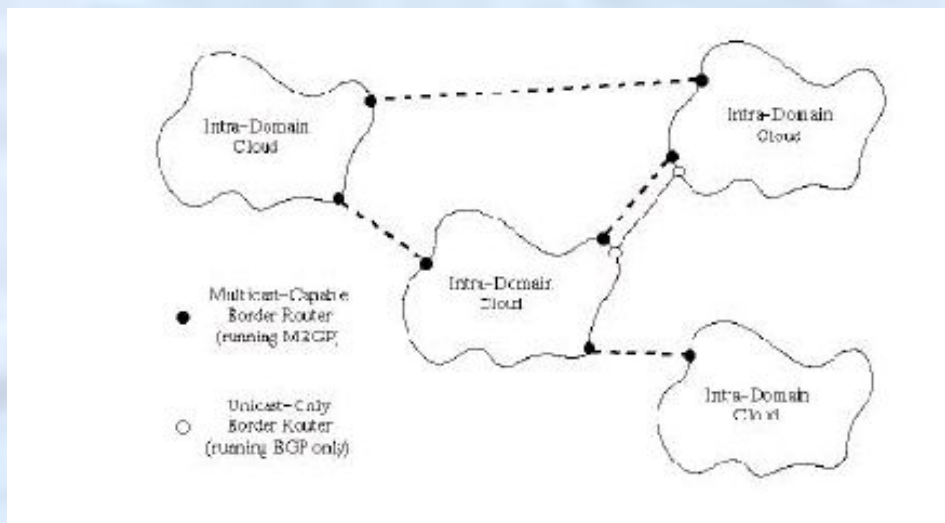 Intra-Domain
Cloud
Intra-Domain
Cloud
Intra-Domain
Cloud
Multicast-Capable
Border Router
(running MBGP)
Intra-Domain
Cloud
Unicast-Only
Border Router
(running BGP only)